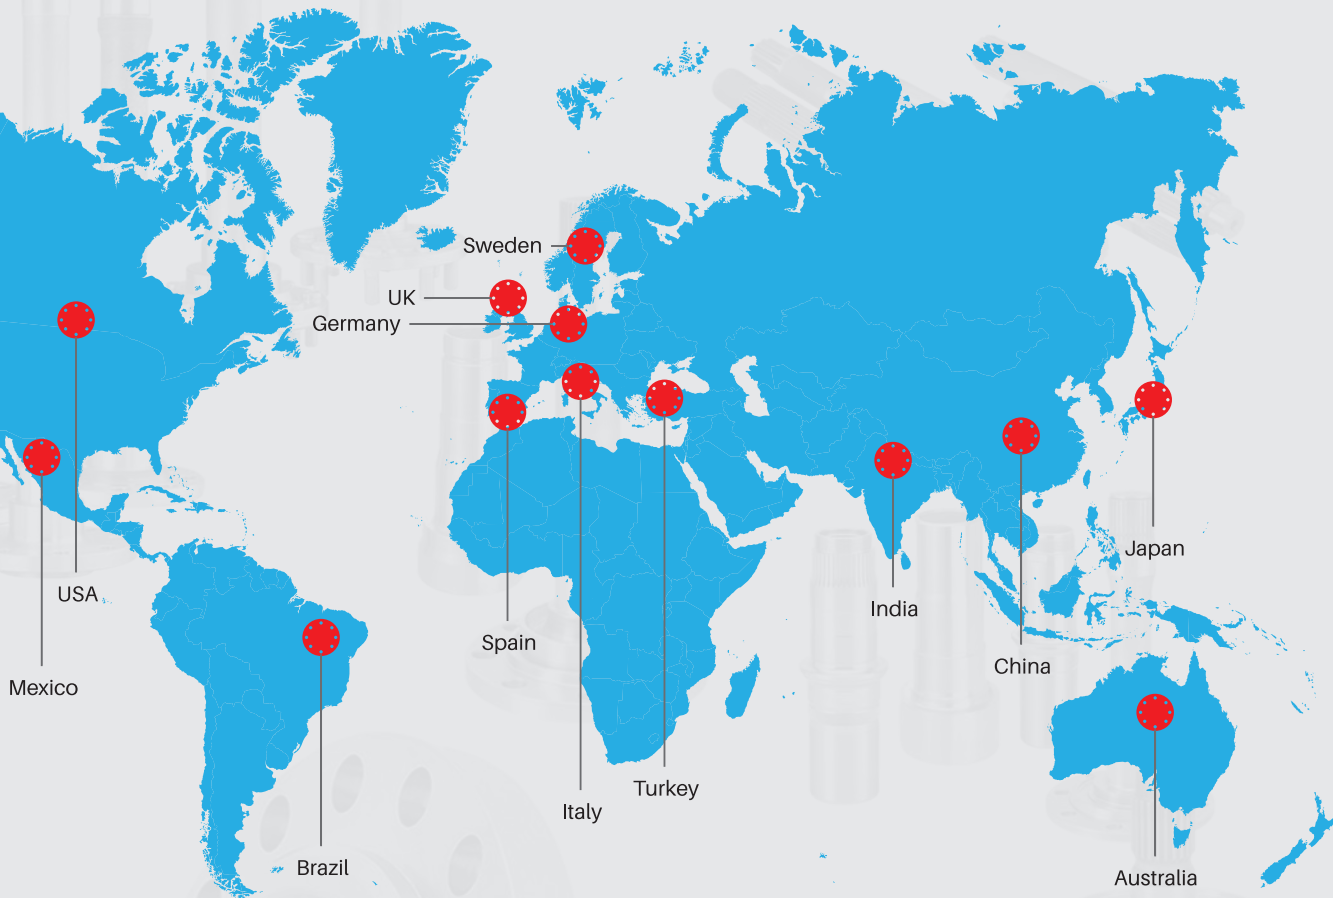 Sweden
UK
Germany
Japan
USA
India
Spain
China
Mexico
Turkey
Italy
Brazil
Australia